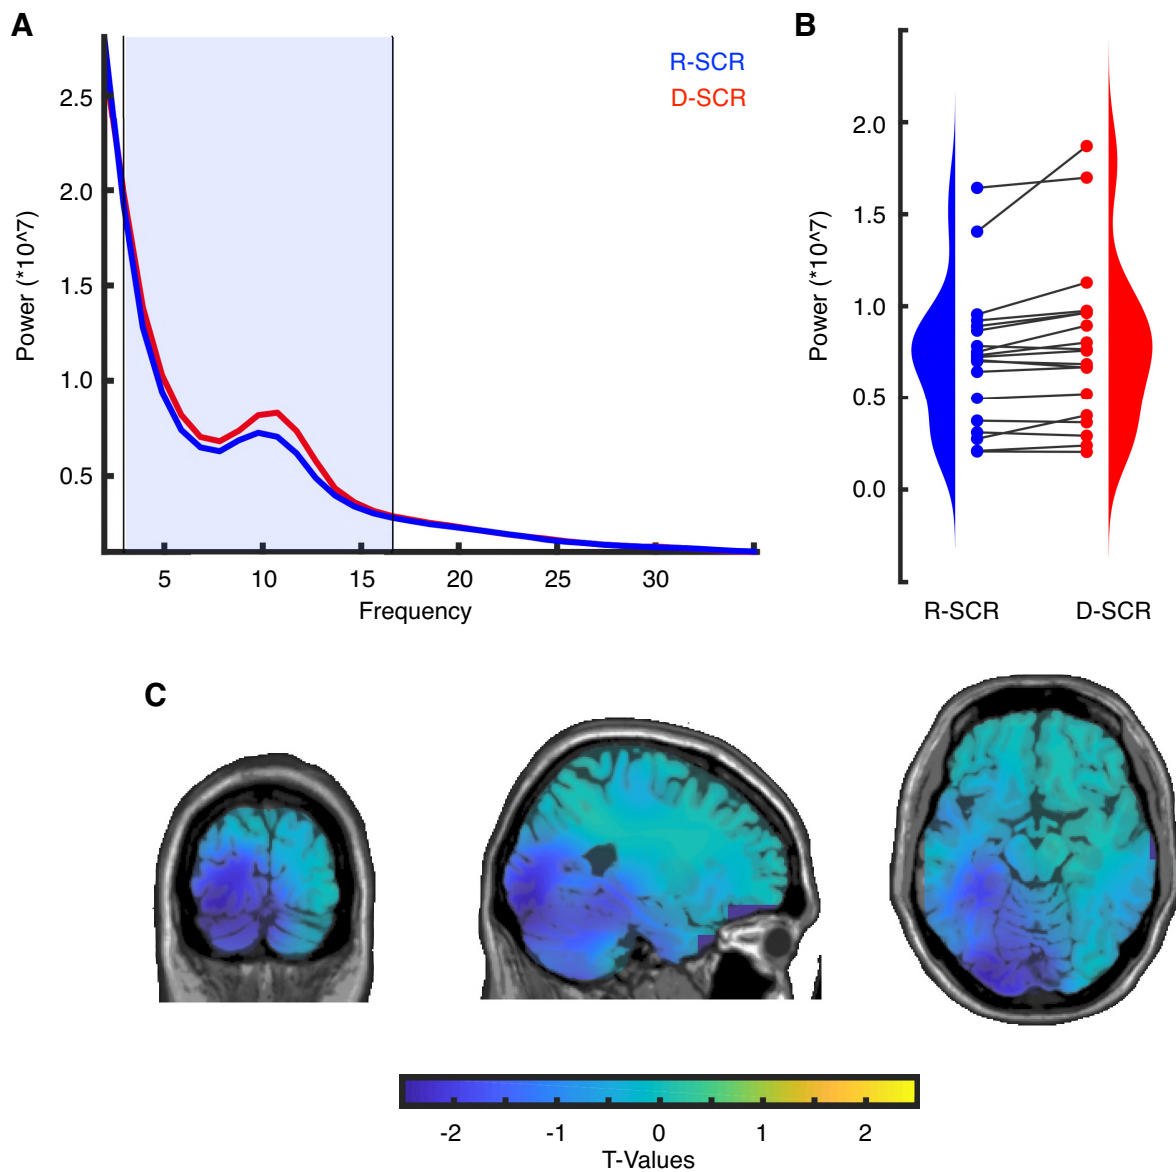 A
R-SCR
D-SCR
Power (*10^7)
2.5
2.0
1.5
1.0
0.5
5 10 15 20 25 30
Frequency
B
Power (*10^7)
2.0
1.5
1.0
0.5
0.0
R-SCR D-SCR
C
-2 -1 0 1 2
T-Values